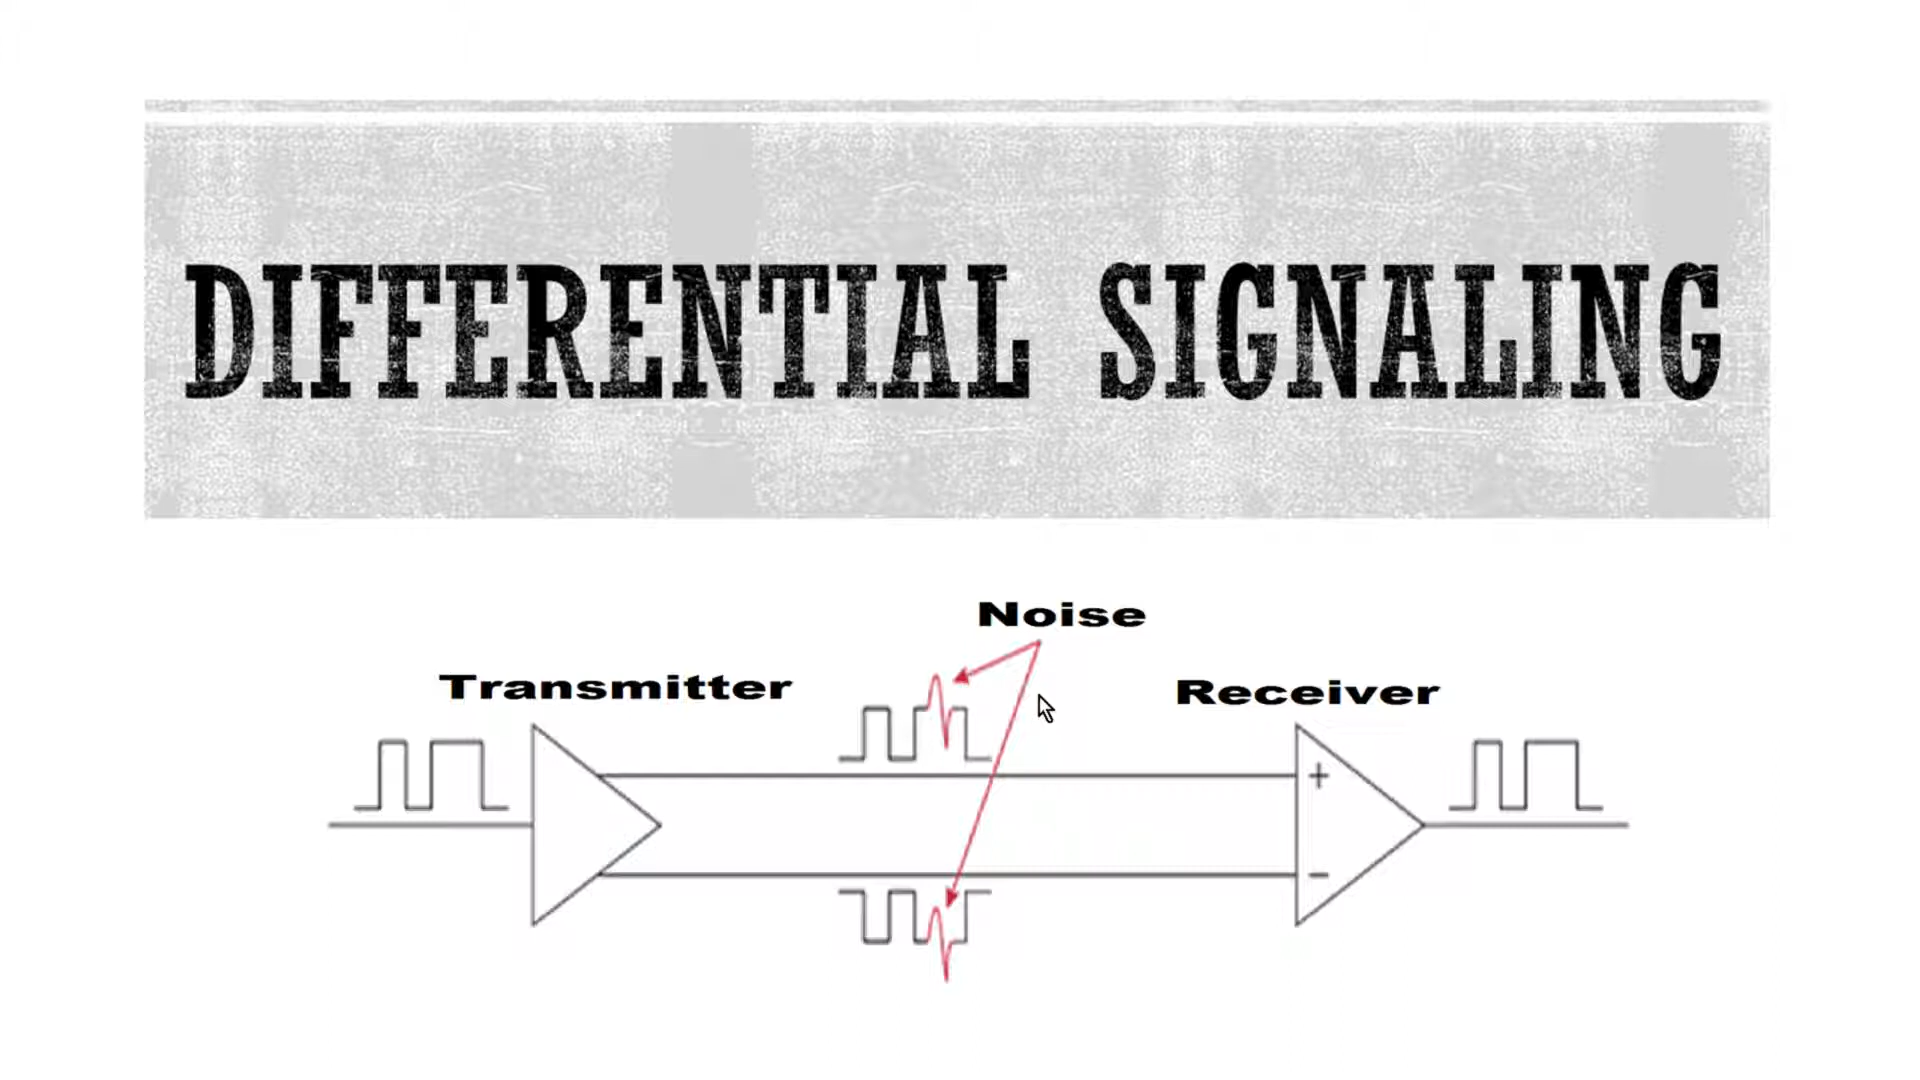 DIFFERENTIAL SIGNALING
Noise
Transmitter
Receiver
+
−